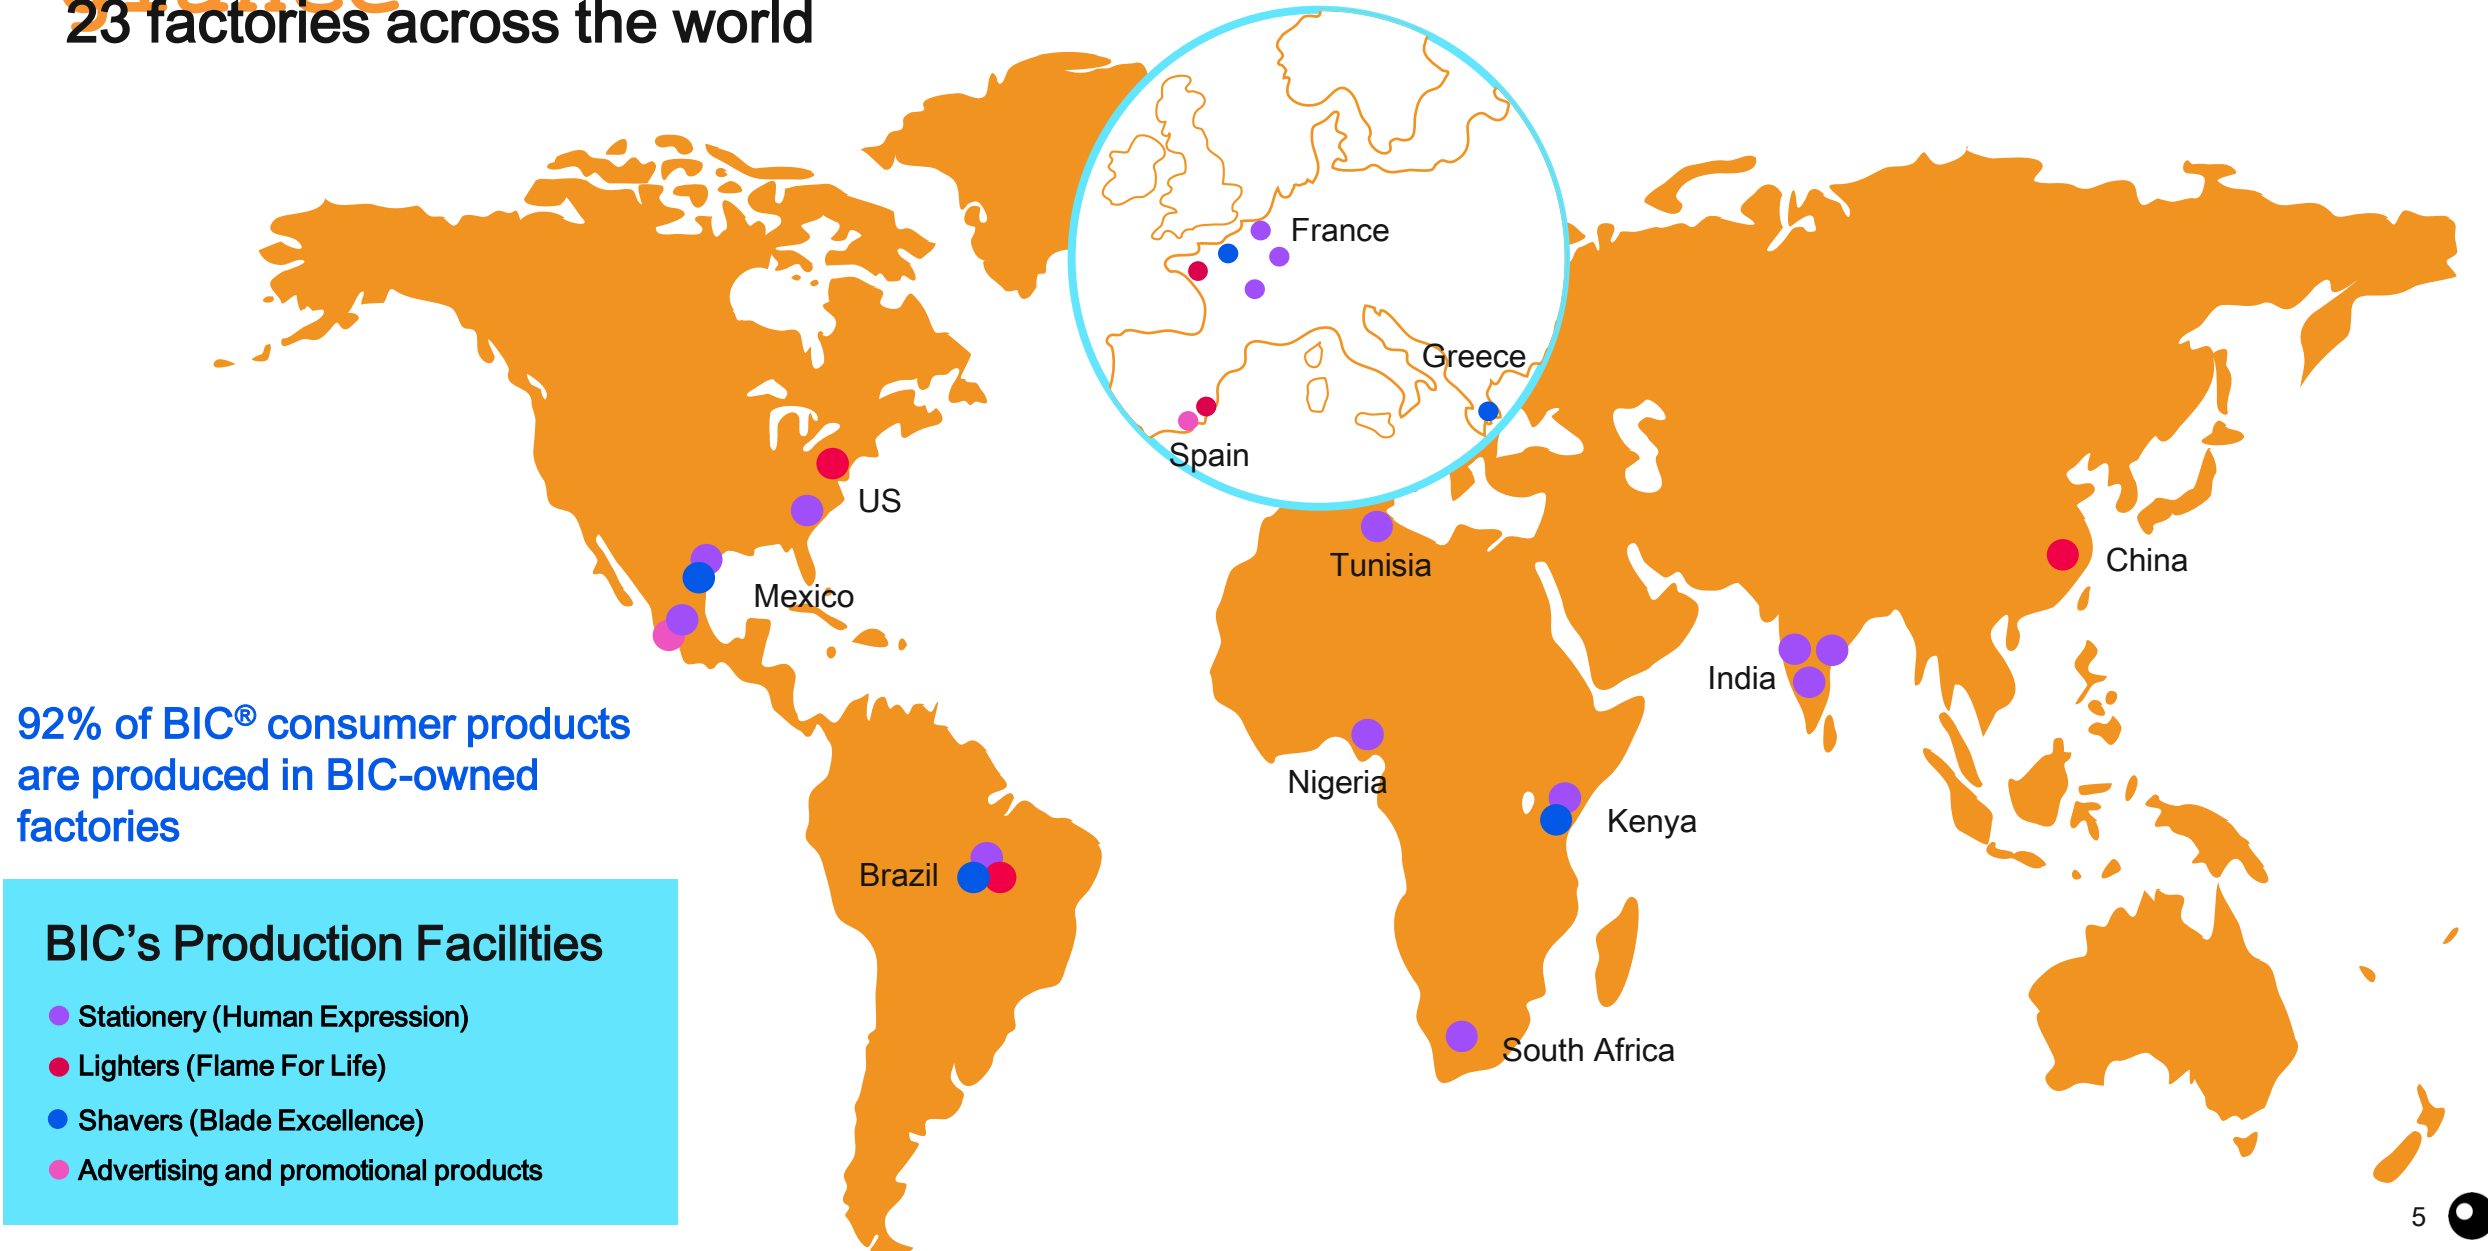 23 factories across the world
France
Greece
Spain
US
Mexico
Tunisia
China
India
Nigeria
Kenya
Brazil
South Africa
92% of BIC® consumer products
are produced in BIC-owned
factories
BIC’s Production Facilities
Stationery (Human Expression)
Lighters (Flame For Life)
Shavers (Blade Excellence)
Advertising and promotional products
5